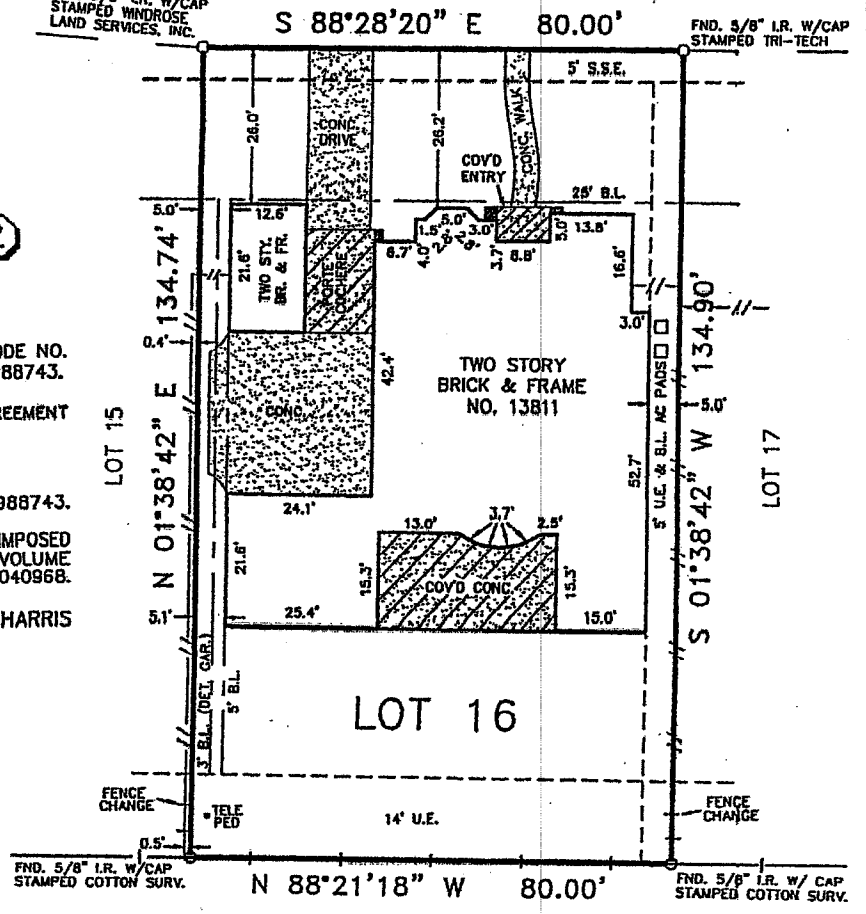 STAMPED WINDROSE
LAND SERVICES, INC.
S 88°28'20" E 80.00'
FND. 5/8" I.R. W/CAP
STAMPED TRI-TECH
5' S.S.E.
26.0'
CONC. DRIVE
26.2'
CONC. WALK
COV'D
ENTRY
25' B.L.
5.0'
12.6'
1.5'
5.0'
3.0'
5.0'
13.8'
6.7'
4.0'
3.7'
8.8'
21.6'
TWO STY.
BR. & FR.
PORTE
COCHERE
16.6'
3.0'
0.4'
N 01°38'42" E 134.74'
LOT 15
ODE NO.
88743.
REEMENT
988743.
IMPOSED
VOLUME
040968.
HARRIS
42.4'
TWO STORY
BRICK & FRAME
NO. 13811
CONC.
24.1'
5.0'
52.7'
5' U.E. & B.L.
AC PADS
S 01°38'42" W 134.90'
LOT 17
13.0'
3.7'
2.5'
15.3'
COV'D CONC.
15.3'
21.6'
5.1'
25.4'
15.0'
3' B.L. (DET. GAR.)
5' B.L.
LOT 16
FENCE
CHANGE
TELE
PED
14' U.E.
FENCE
CHANGE
0.5'
FND. 5/8" I.R. W/CAP
STAMPED COTTON SURV.
N 88°21'18" W 80.00'
FND. 5/8" I.R. W/ CAP
STAMPED COTTON SURV.